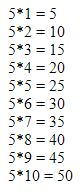 5*1 = 5
5*2 = 10
5*3 = 15
5*4 = 20
5*5 = 25
5*6 = 30
5*7 = 35
5*8 = 40
5*9 = 45
5*10 = 50